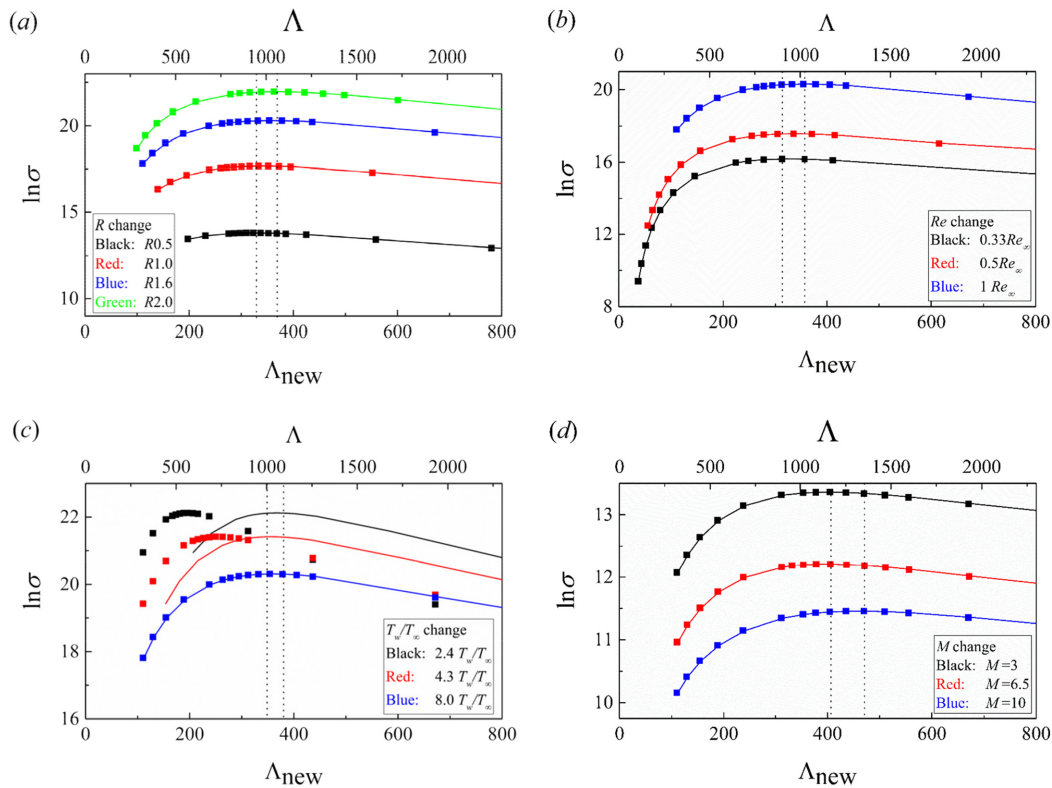 (a)
Λ
0 500 1000 1500 2000
20
15
10
lnσ
R change
Black: R0.5
Red: R1.0
Blue: R1.6
Green: R2.0
0 200 400 600 800
Λnew
(b)
Λ
0 500 1000 1500 2000
20
16
12
8
lnσ
Re change
Black: 0.33Re∞
Red: 0.5Re∞
Blue: 1 Re∞
0 200 400 600 800
Λnew
(c)
Λ
0 500 1000 1500 2000
22
20
18
16
lnσ
Tw/T∞ change
Black: 2.4 Tw/T∞
Red: 4.3 Tw/T∞
Blue: 8.0 Tw/T∞
0 200 400 600 800
Λnew
(d)
Λ
0 500 1000 1500 2000
13
12
11
10
lnσ
M change
Black: M=3
Red: M=6.5
Blue: M=10
0 200 400 600 800
Λnew